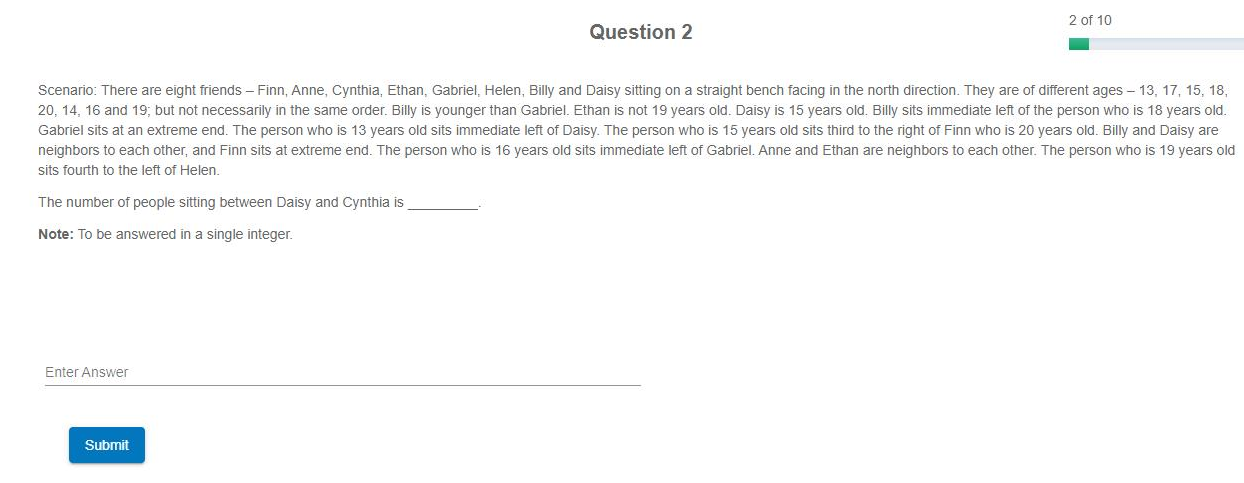 2 of 10
Question 2
Scenario: There are eight friends – Finn, Anne, Cynthia, Ethan, Gabriel, Helen, Billy and Daisy sitting on a straight bench facing in the north direction. They are of different ages – 13, 17, 15, 18,
20, 14, 16 and 19; but not necessarily in the same order. Billy is younger than Gabriel. Ethan is not 19 years old. Daisy is 15 years old. Billy sits immediate left of the person who is 18 years old.
Gabriel sits at an extreme end. The person who is 13 years old sits immediate left of Daisy. The person who is 15 years old sits third to the right of Finn who is 20 years old. Billy and Daisy are
neighbors to each other, and Finn sits at extreme end. The person who is 16 years old sits immediate left of Gabriel. Anne and Ethan are neighbors to each other. The person who is 19 years old
sits fourth to the left of Helen.
The number of people sitting between Daisy and Cynthia is _________.
Note: To be answered in a single integer.
Enter Answer
Submit